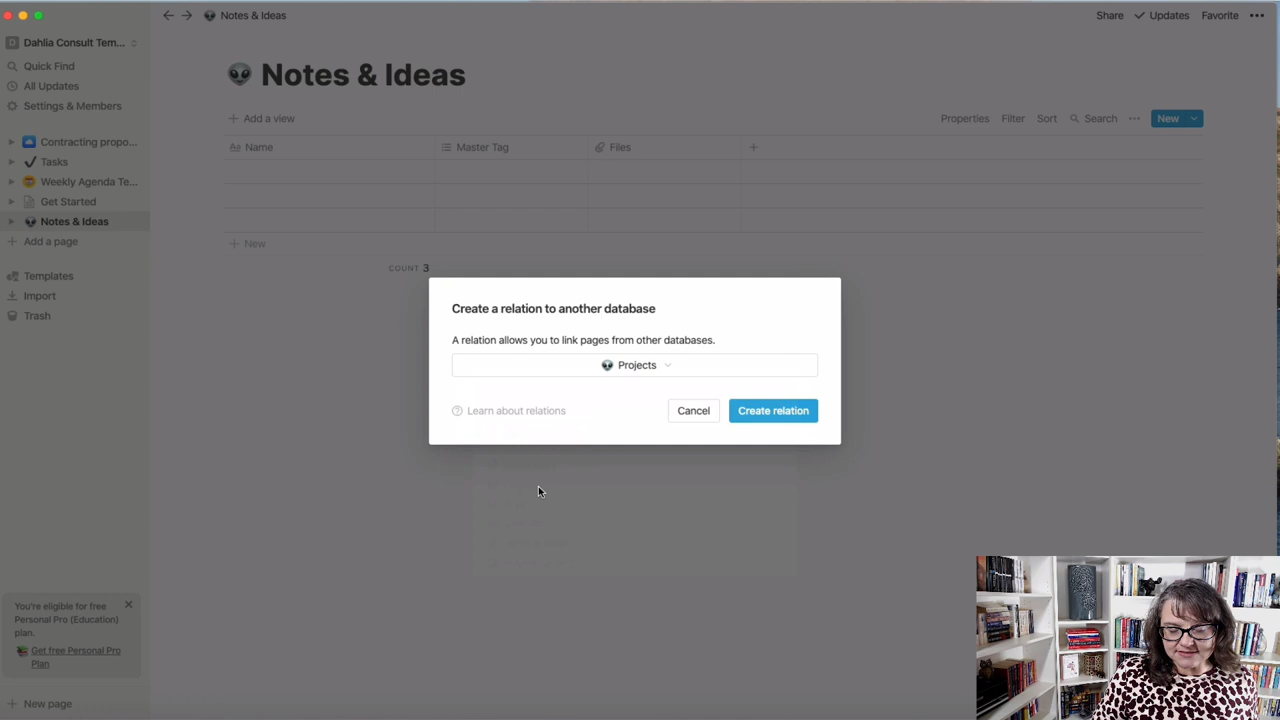 Notes & Ideas
Share
Updates
Favorite
Dahlia Consult Tem...
Quick Find
All Updates
Settings & Members
Contracting propo...
Tasks
Weekly Agenda Te...
Get Started
Notes & Ideas
Add a page
Templates
Import
Trash
You're eligible for free
Personal Pro (Education)
plan.
Get free Personal Pro
Plan
New page
Notes & Ideas
Add a view
Properties
Filter
Sort
Search
New
Name
Master Tag
Files
New
COUNT 3
Create a relation to another database
A relation allows you to link pages from other databases.
Projects
Learn about relations
Cancel
Create relation